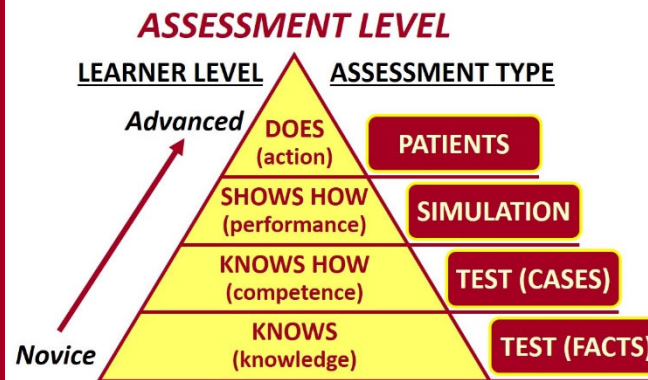 ASSESSMENT LEVEL
LEARNER LEVEL
ASSESSMENT TYPE
Advanced
DOES
(action)
PATIENTS
SHOWS HOW
(performance)
SIMULATION
KNOWS HOW
(competence)
TEST (CASES)
KNOWS
(knowledge)
TEST (FACTS)
Novice